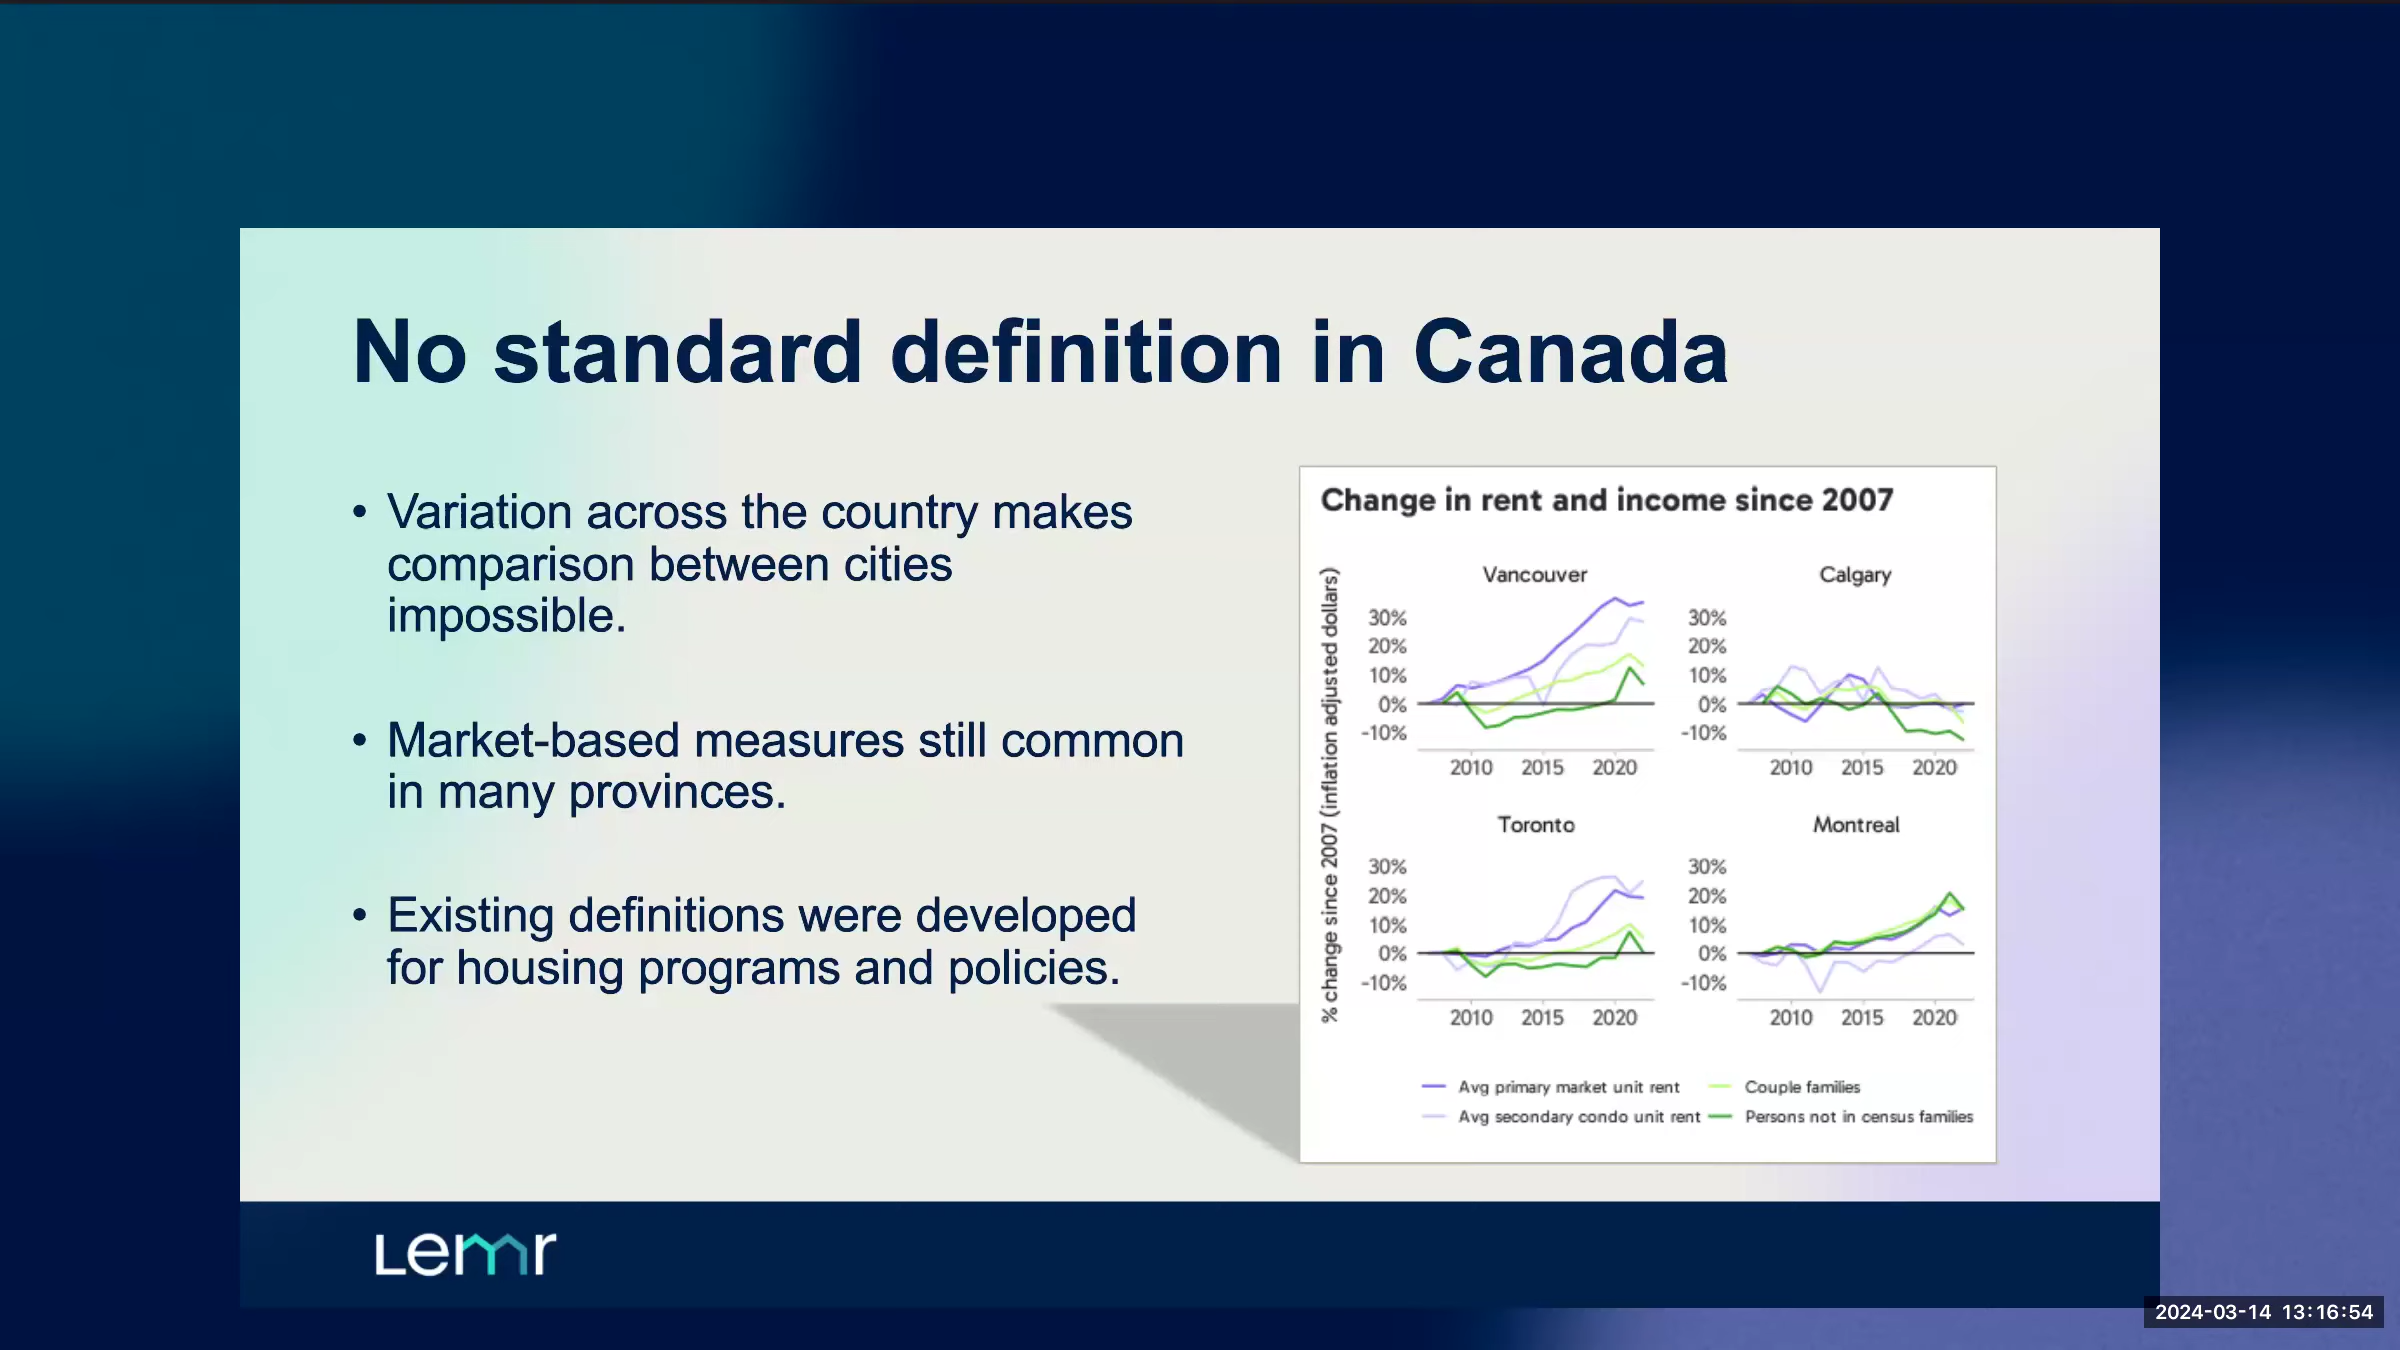 No standard definition in Canada
• Variation across the country makes
comparison between cities
impossible.
• Market-based measures still common
in many provinces.
• Existing definitions were developed
for housing programs and policies.
Change in rent and income since 2007
% change since 2007 (inflation adjusted dollars)
Vancouver
30%
20%
10%
0%
-10%
2010 2015 2020
Calgary
30%
20%
10%
0%
-10%
2010 2015 2020
Toronto
30%
20%
10%
0%
-10%
2010 2015 2020
Montreal
30%
20%
10%
0%
-10%
2010 2015 2020
Avg primary market unit rent
Couple families
Avg secondary condo unit rent
Persons not in census families
Lemr
2024-03-14 13:16:54